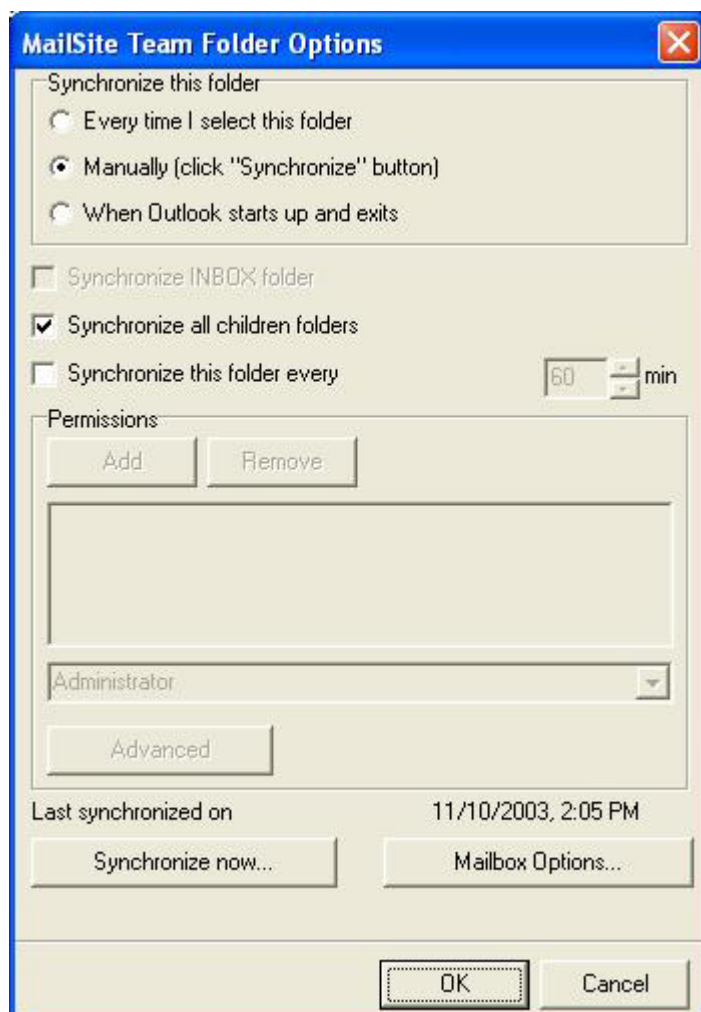 MailSite Team Folder Options
Synchronize this folder
Every time I select this folder
Manually (click "Synchronize" button)
When Outlook starts up and exits
Synchronize INBOX folder
Synchronize all children folders
Synchronize this folder every 60 min
Permissions
Add Remove
Administrator
Advanced
Last synchronized on 11/10/2003, 2:05 PM
Synchronize now... Mailbox Options...
OK Cancel